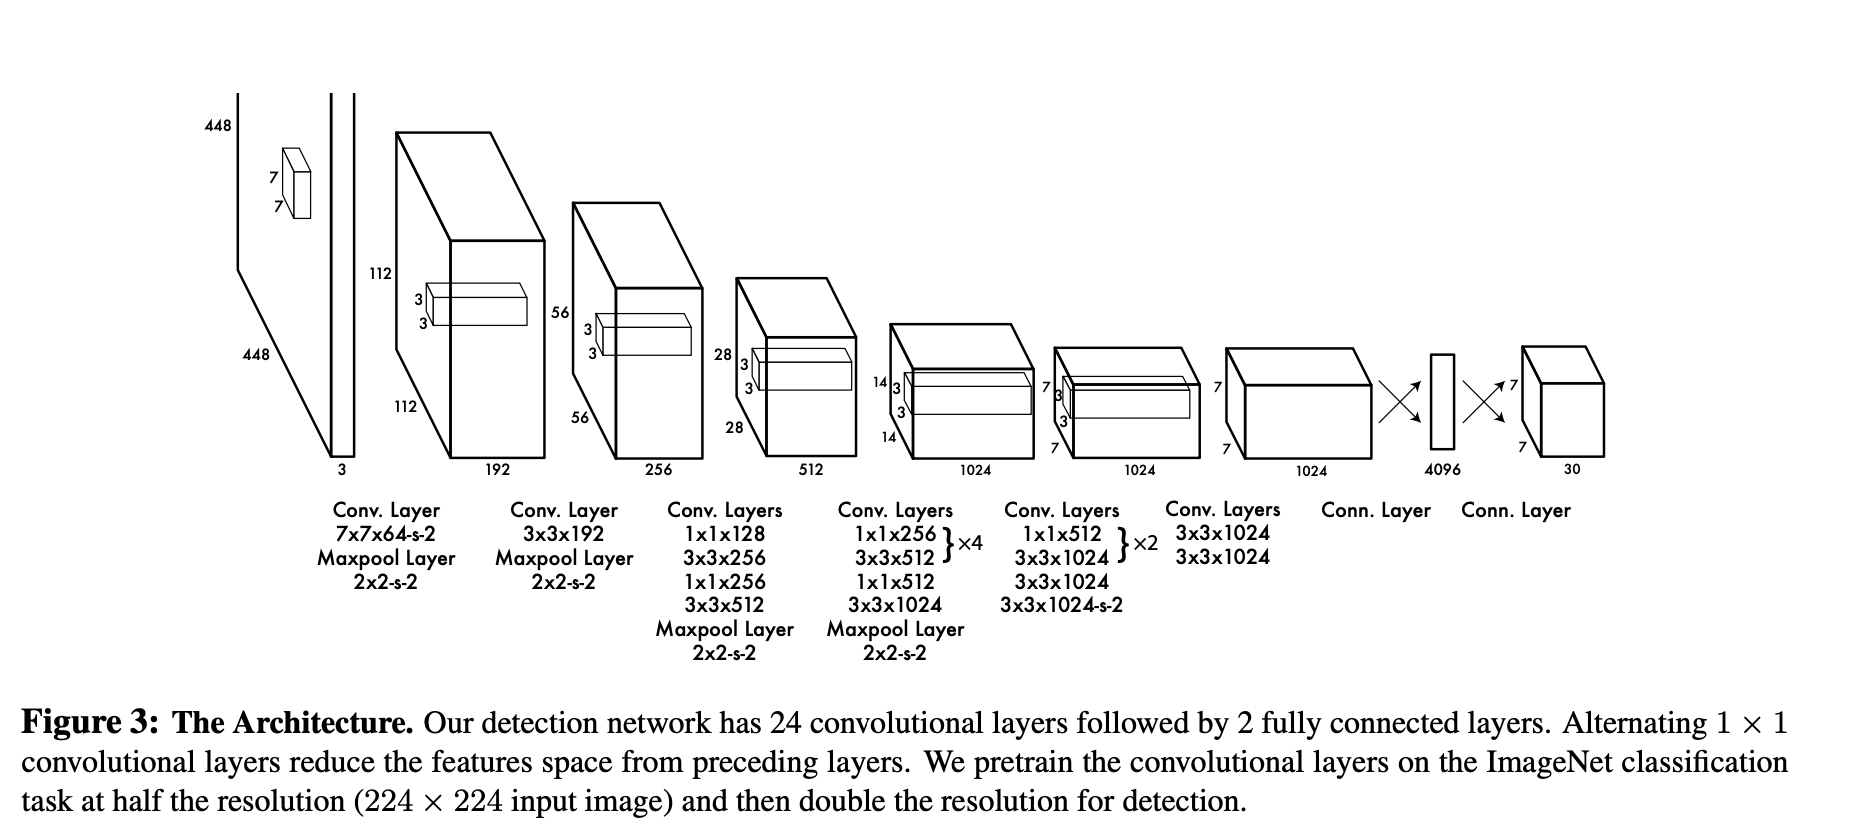 448
7
7
448
3
112
3
3
112
192
56
3
3
56
256
28
3
3
28
512
14
3
3
14
1024
7
3
3
7
1024
7
7
1024
4096
7
7
30
Conv. Layer
7x7x64-s-2
Maxpool Layer
2x2-s-2
Conv. Layer
3x3x192
Maxpool Layer
2x2-s-2
Conv. Layers
1x1x128
3x3x256
1x1x256
3x3x512
Maxpool Layer
2x2-s-2
Conv. Layers
1x1x256
3x3x512
}×4
1x1x512
3x3x1024
Maxpool Layer
2x2-s-2
Conv. Layers
1x1x512
3x3x1024
}×2
3x3x1024
3x3x1024-s-2
Conv. Layers
3x3x1024
3x3x1024
Conn. Layer
Conn. Layer
Figure 3: The Architecture. Our detection network has 24 convolutional layers followed by 2 fully connected layers. Alternating 1 × 1
convolutional layers reduce the features space from preceding layers. We pretrain the convolutional layers on the ImageNet classification
task at half the resolution (224 × 224 input image) and then double the resolution for detection.